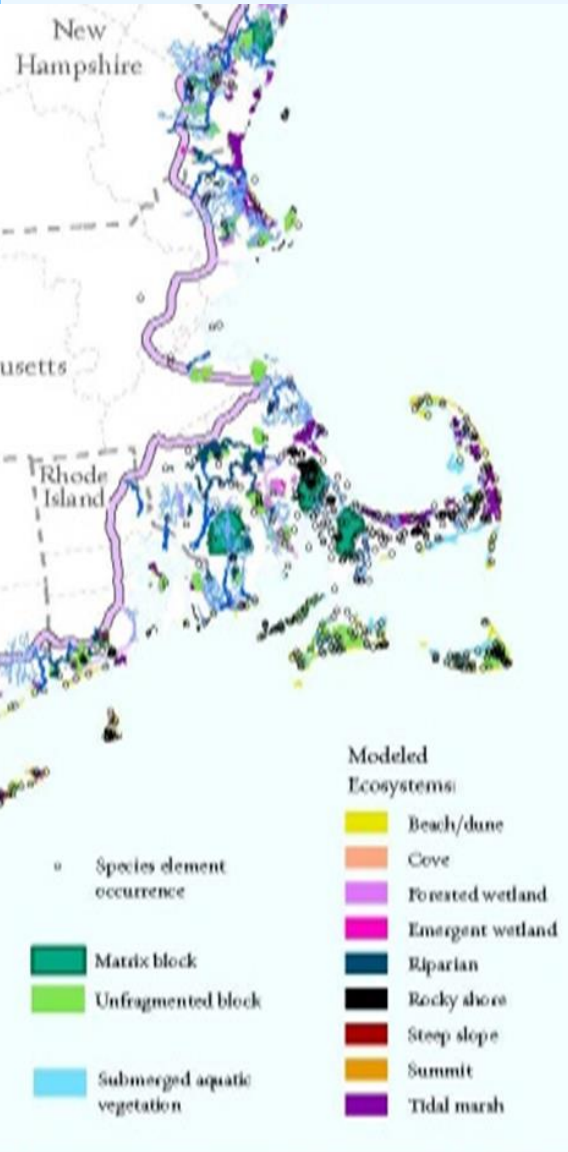 New
Hampshire
usetts
Rhode
Island
Modeled
Ecosystems:
Beach/dune
Cove
Forested wetland
Emergent wetland
Riparian
Rocky shore
Steep slope
Summit
Tidal marsh
Species element
occurrence
Matrix block
Unfragmented block
Submerged aquatic
vegetation